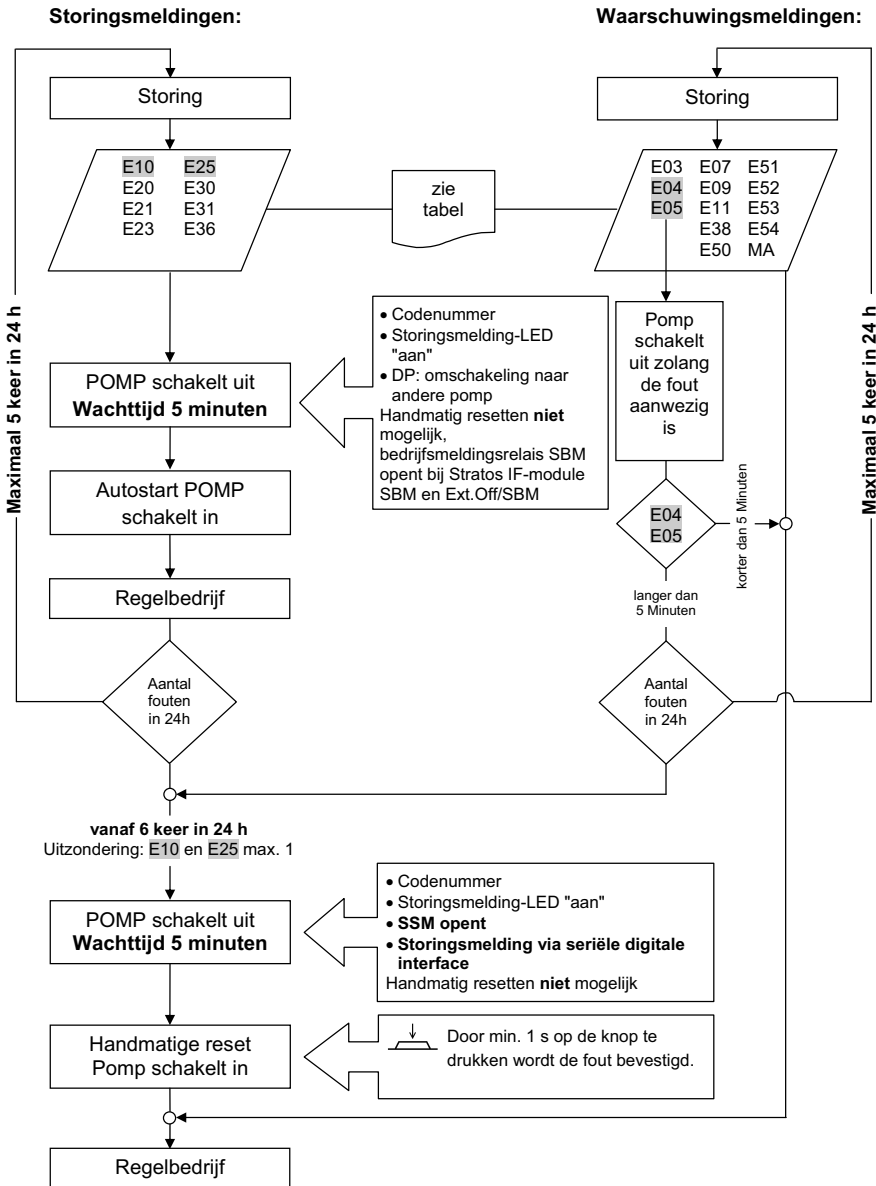 Storingsmeldingen:
Waarschuwingsmeldingen:
Storing
Storing
E10 E25
E20 E30
E21 E31
E23 E36
zie
tabel
E03 E07 E51
E04 E09 E52
E05 E11 E53
E38 E54
E50 MA
Maximaal 5 keer in 24 h
Maximaal 5 keer in 24 h
POMP schakelt uit
Wachttijd 5 minuten
• Codenummer
• Storingsmelding-LED
"aan"
• DP: omschakeling naar
andere pomp
Handmatig resetten niet
mogelijk,
bedrijfsmeldingsrelais SBM
opent bij Stratos IF-module
SBM en Ext.Off/SBM
Pomp
schakelt
uit zolang
de fout
aanwezig
is
Autostart POMP
schakelt in
E04
E05
korter dan 5 Minuten
langer dan
5 Minuten
Regelbedrijf
Aantal
fouten
in 24h
Aantal
fouten
in 24h
vanaf 6 keer in 24 h
Uitzondering: E10 en E25 max. 1
POMP schakelt uit
Wachttijd 5 minuten
• Codenummer
• Storingsmelding-LED "aan"
• SSM opent
• Storingsmelding via seriële digitale
interface
Handmatig resetten niet mogelijk
Handmatige reset
Pomp schakelt in
Door min. 1 s op de knop te
drukken wordt de fout bevestigd.
Regelbedrijf